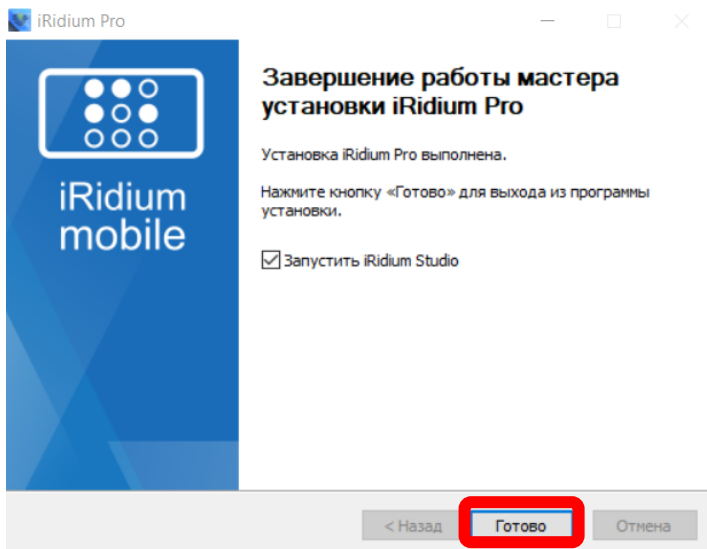 iRidium Pro
iRidium
mobile
Завершение работы мастера
установки iRidium Pro
Установка iRidium Pro выполнена.
Нажмите кнопку «Готово» для выхода из программы
установки.
Запустить iRidium Studio
< Назад
Готово
Отмена